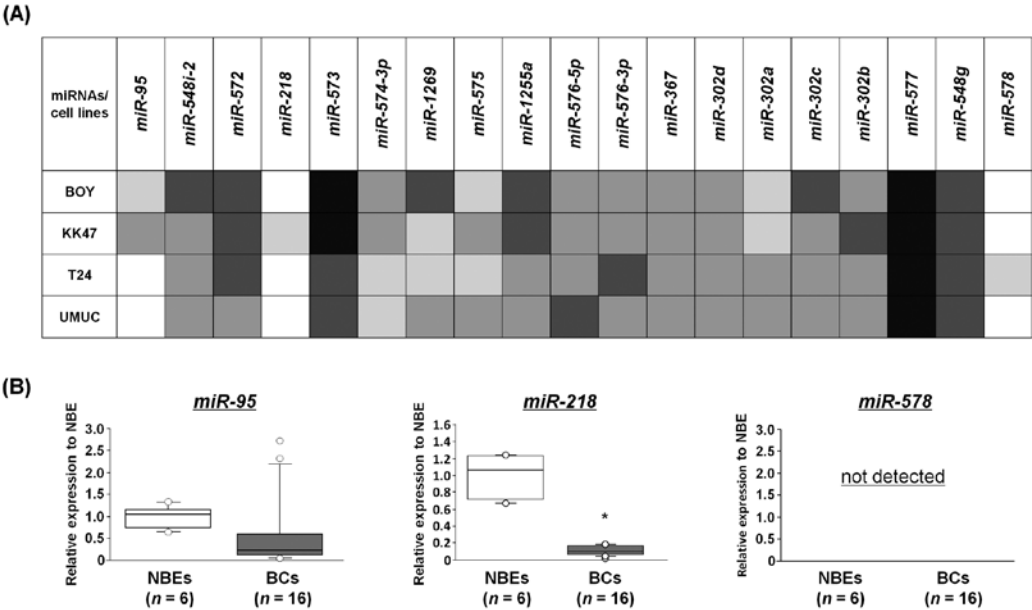 (A)
miRNAs/
cell lines
miR-95
miR-548i-2
miR-572
miR-218
miR-573
miR-574-3p
miR-1269
miR-575
miR-1255a
miR-576-5p
miR-576-3p
miR-367
miR-302d
miR-302a
miR-302c
miR-302b
miR-577
miR-548g
miR-578
BOY
KK47
T24
UMUC
(B)
miR-95
Relative expression to NBE
3.0
2.5
2.0
1.5
1.0
0.5
0
NBEs
(n = 6)
BCs
(n = 16)
miR-218
Relative expression to NBE
1.6
1.4
1.2
1.0
0.8
0.6
0.4
0.2
0
*
NBEs
(n = 6)
BCs
(n = 16)
miR-578
Relative expression to NBE
3.0
2.5
2.0
1.5
1.0
0.5
0
not detected
NBEs
(n = 6)
BCs
(n = 16)